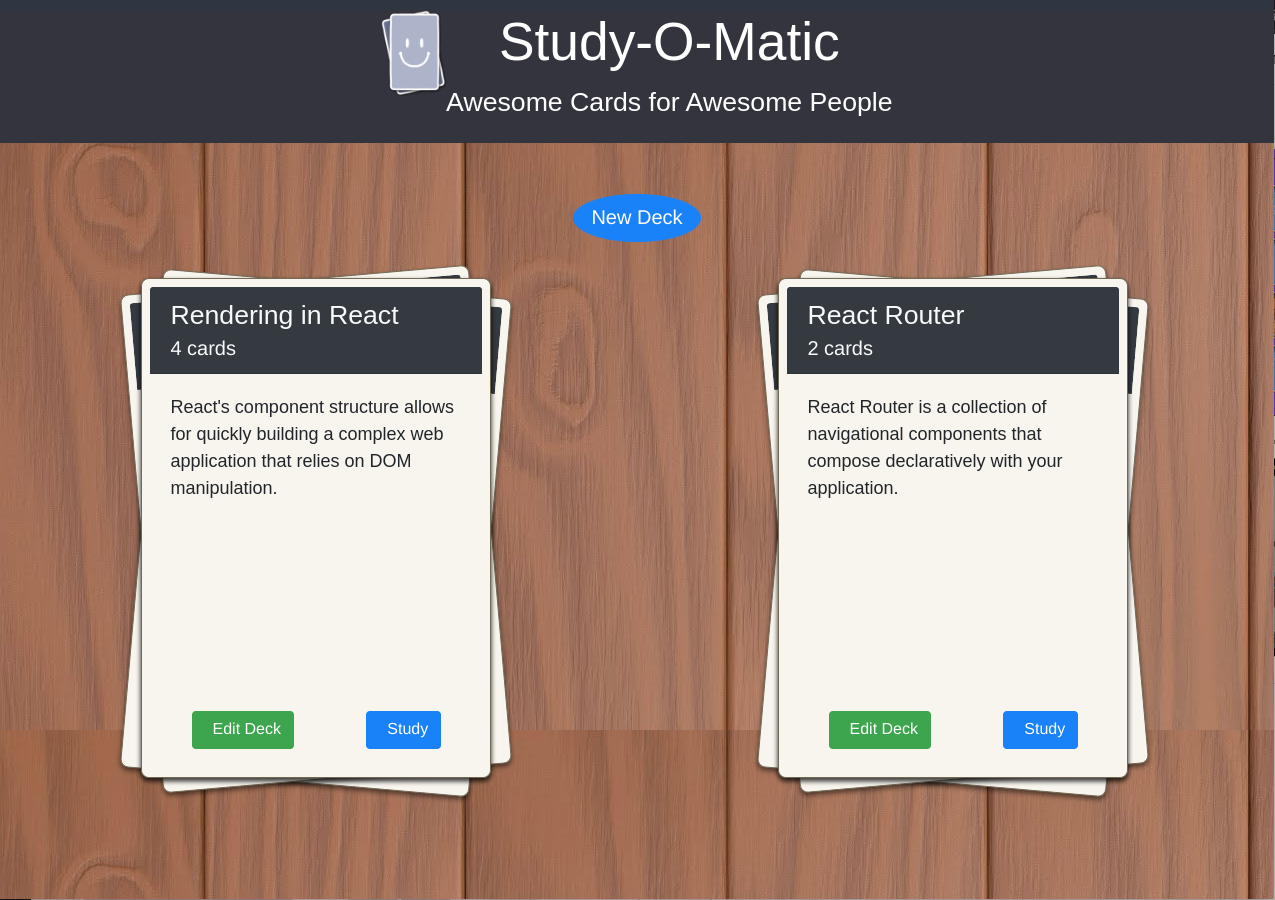 Study-O-Matic
Awesome Cards for Awesome People
New Deck
Rendering in React
4 cards
React's component structure allows
for quickly building a complex web
application that relies on DOM
manipulation.
Edit Deck
Study
React Router
2 cards
React Router is a collection of
navigational components that
compose declaratively with your
application.
Edit Deck
Study